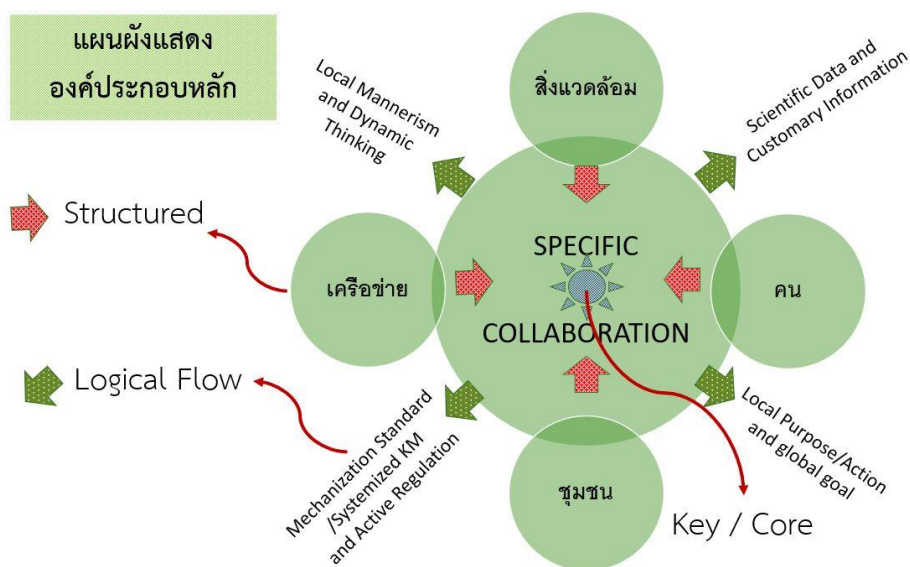 แผนผังแสดง
องค์ประกอบหลัก
Local Mannerism
and Dynamic
Thinking
สิ่งแวดล้อม
Scientific Data and
Customary Information
Structured
เครือข่าย
SPECIFIC
COLLABORATION
คน
Logical Flow
Mechanization Standard
/Systemized KM
and Active Regulation
ชุมชน
Local Purpose/Action
and global goal
Key / Core